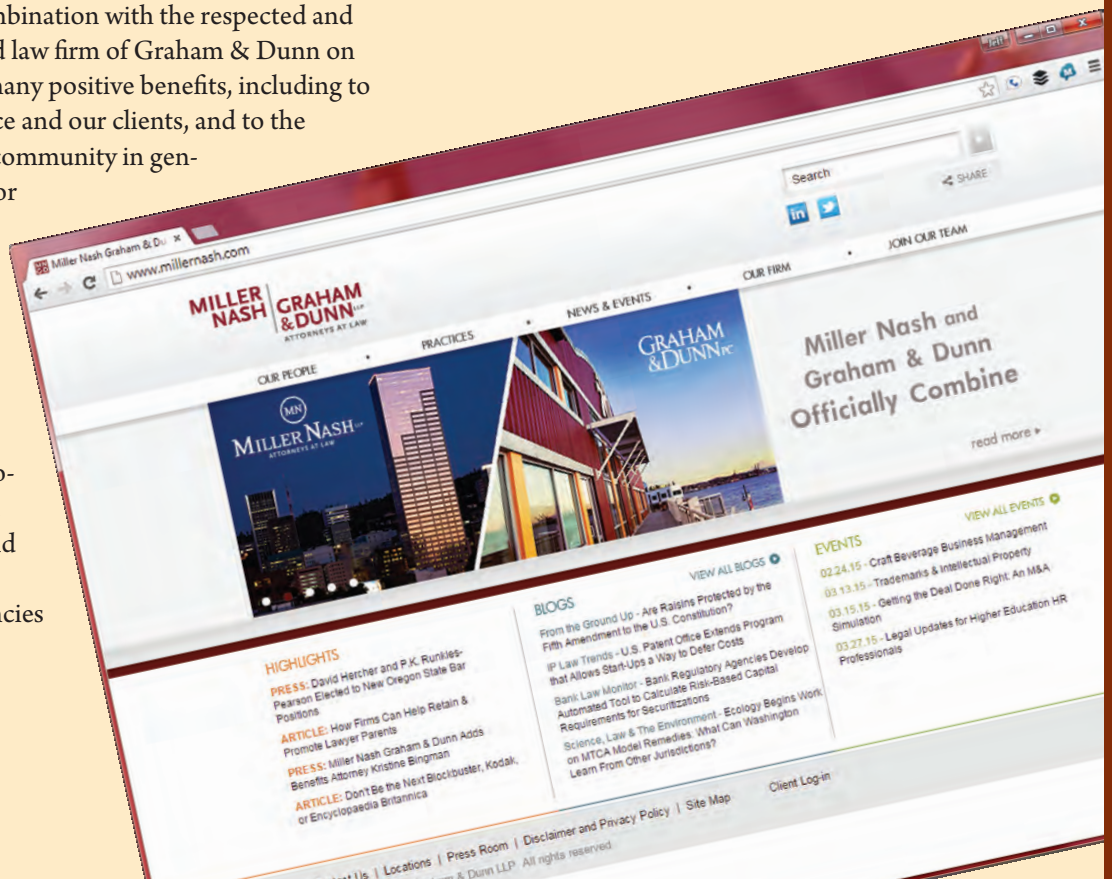 mbination with the respected and
d law firm of Graham & Dunn on
many positive benefits, including to
ce and our clients, and to the
community in gen-
or
p-
nd
ncies
Miller Nash Graham & Du ×
www.millernash.com
Search
SHARE
in
MILLER NASH
GRAHAM & DUNN LLP
ATTORNEYS AT LAW
OUR PEOPLE • PRACTICES • NEWS & EVENTS • OUR FIRM • JOIN OUR TEAM
MN
MILLER NASH LLP
ATTORNEYS AT LAW
GRAHAM
& DUNN PC
Miller Nash and
Graham & Dunn
Officially Combine
read more
HIGHLIGHTS
PRESS: David Hercher and P.K. Runkles-
Pearson Elected to New Oregon State Bar
Positions
ARTICLE: How Firms Can Help Retain &
Promote Lawyer Parents
PRESS: Miller Nash Graham & Dunn Adds
Benefits Attorney Kristine Bingman
ARTICLE: Don't Be the Next Blockbuster, Kodak,
or Encyclopaedia Britannica
VIEW ALL BLOGS
BLOGS
From the Ground Up - Are Raisins Protected by the
Fifth Amendment to the U.S. Constitution?
IP Law Trends - U.S. Patent Office Extends Program
that Allows Start-Ups a Way to Defer Costs
Bank Law Monitor - Bank Regulatory Agencies Develop
Automated Tool to Calculate Risk-Based Capital
Requirements for Securitizations
Science, Law & The Environment - Ecology Begins Work
on MTCA Model Remedies: What Can Washington
Learn From Other Jurisdictions?
VIEW ALL EVENTS
EVENTS
02.24.15 - Craft Beverage Business Management
03.13.15 - Trademarks & Intellectual Property
03.15.15 - Getting the Deal Done Right: An M&A
Simulation
03.27.15 - Legal Updates for Higher Education HR
Professionals
Us | Locations | Press Room | Disclaimer and Privacy Policy | Site Map
Client Log-in
& Dunn LLP. All rights reserved.